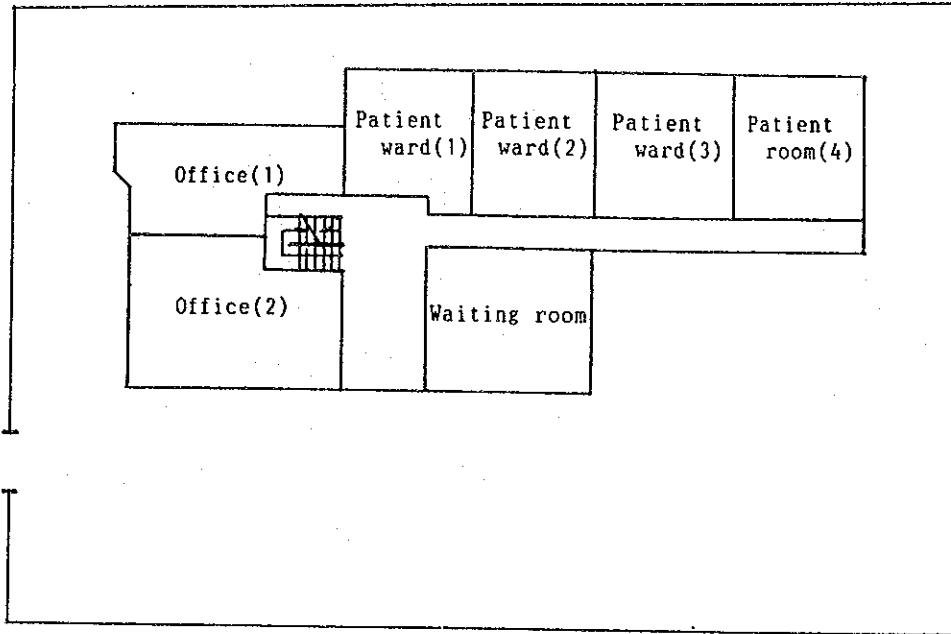 Patient
ward(1)
Patient
ward(2)
Patient
ward(3)
Patient
room(4)
Office(1)
Office(2)
Waiting room